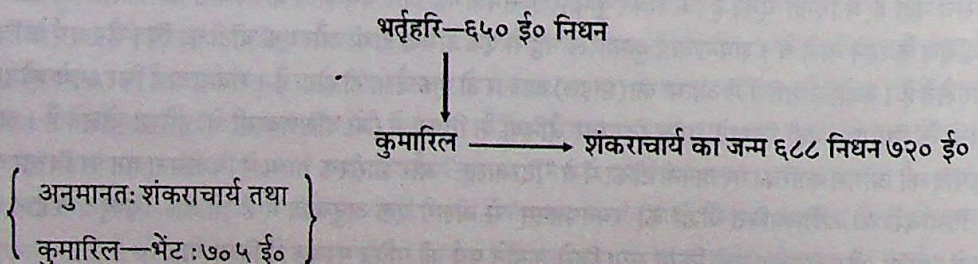 भर्तृहरि—६५० ई० निधन
कुमारिल → शंकराचार्य का जन्म ६८८ निधन ७२० ई०
अनुमानतः शंकराचार्य तथा
कुमारिल—भेंट : ७०५ ई०